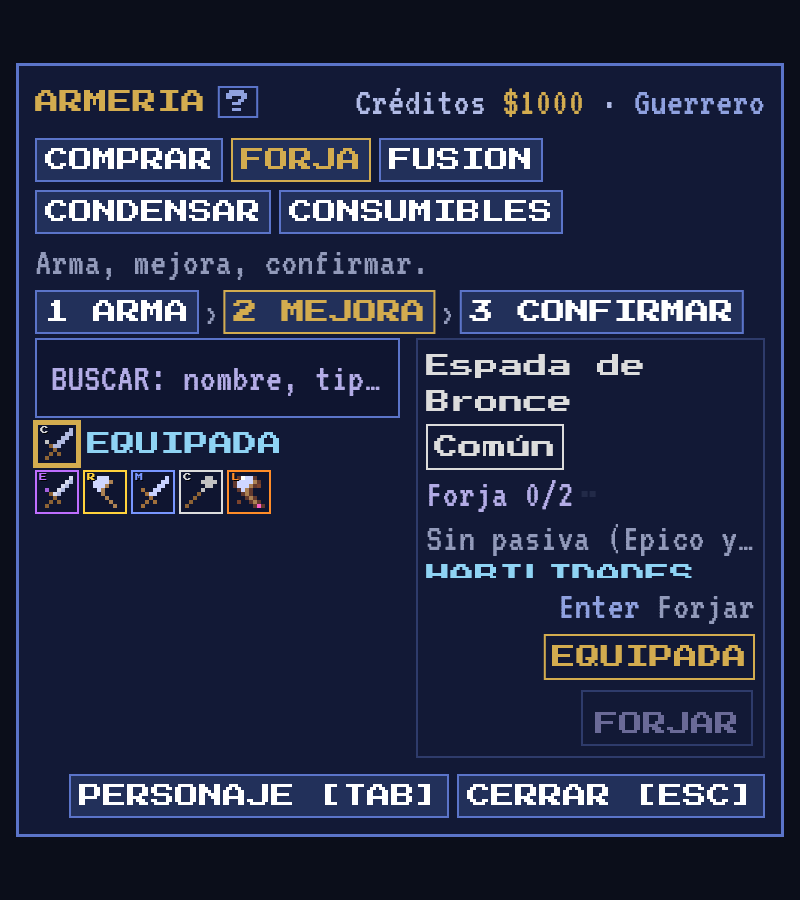 ARMERIA ? Créditos $1000 · Guerrero
COMPRAR FORJA FUSION
CONDENSAR CONSUMIBLES
Arma, mejora, confirmar.
1 ARMA › 2 MEJORA › 3 CONFIRMAR
BUSCAR: nombre, tip…
C EQUIPADA
E R M C L
Espada de
Bronce
Común
Forja 0/2
Sin pasiva (Epico y…
HABILIDADES
Enter Forjar
EQUIPADA
FORJAR
PERSONAJE [TAB] CERRAR [ESC]